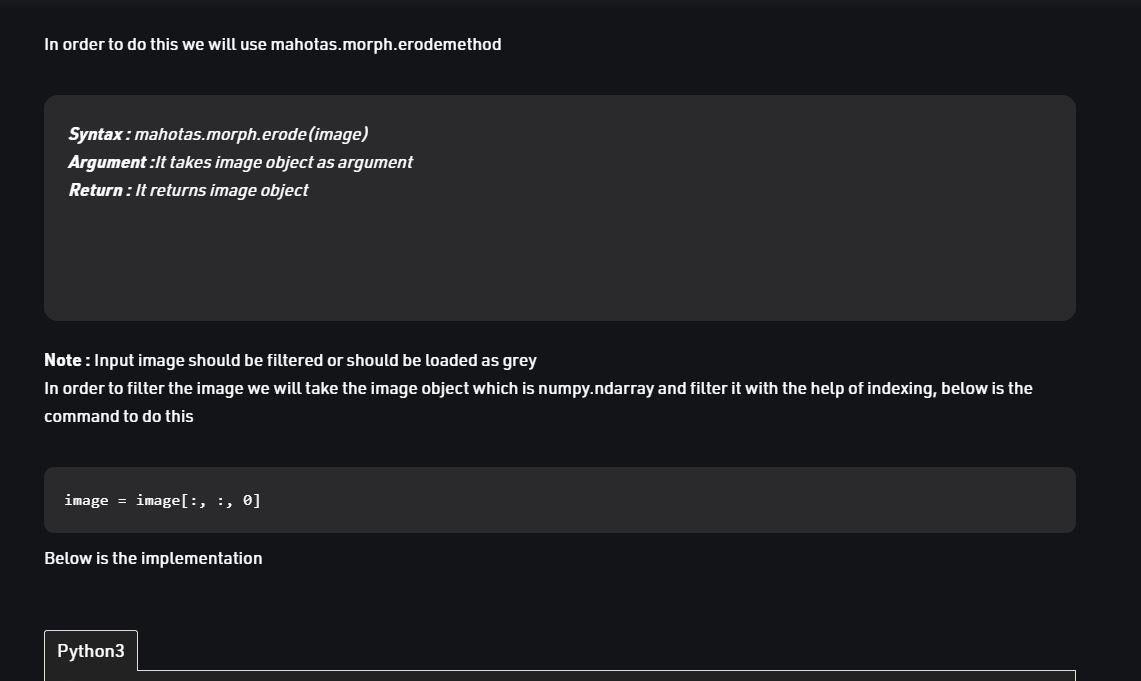 In order to do this we will use mahotas.morph.erodemethod
Syntax : mahotas.morph.erode(image)
Argument :It takes image object as argument
Return : It returns image object
Note : Input image should be filtered or should be loaded as grey
In order to filter the image we will take the image object which is numpy.ndarray and filter it with the help of indexing, below is the
command to do this
image = image[:, :, 0]
Below is the implementation
Python3